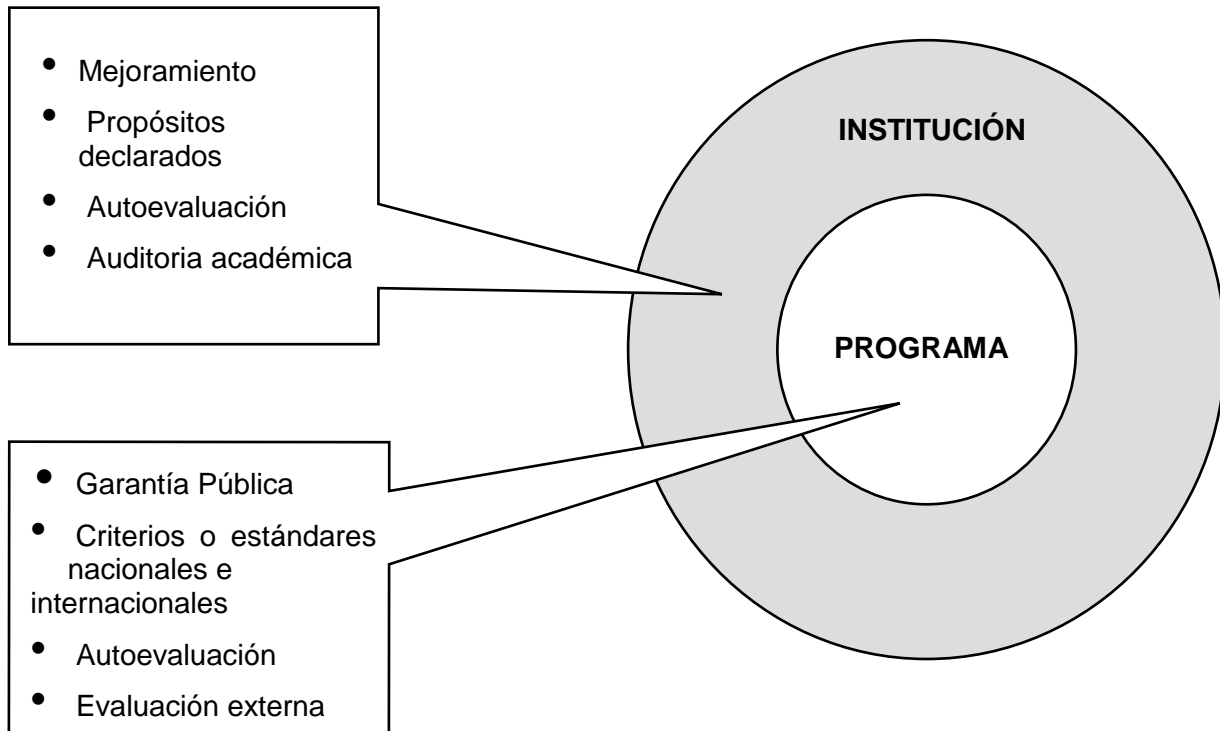 • Mejoramiento
• Propósitos
declarados
• Autoevaluación
• Auditoria académica
INSTITUCIÓN
PROGRAMA
• Garantía Pública
• Criterios o estándares
nacionales e
internacionales
• Autoevaluación
• Evaluación externa